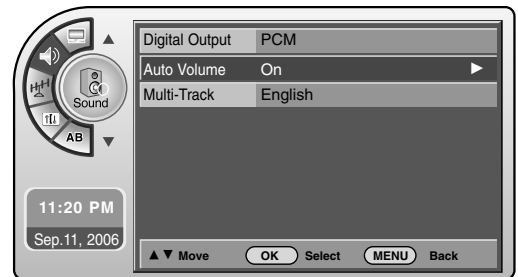 Digital Output PCM
Auto Volume On ►
Multi-Track English
Sound
AB
11:20 PM
Sep.11, 2006
▲▼ Move OK Select MENU Back